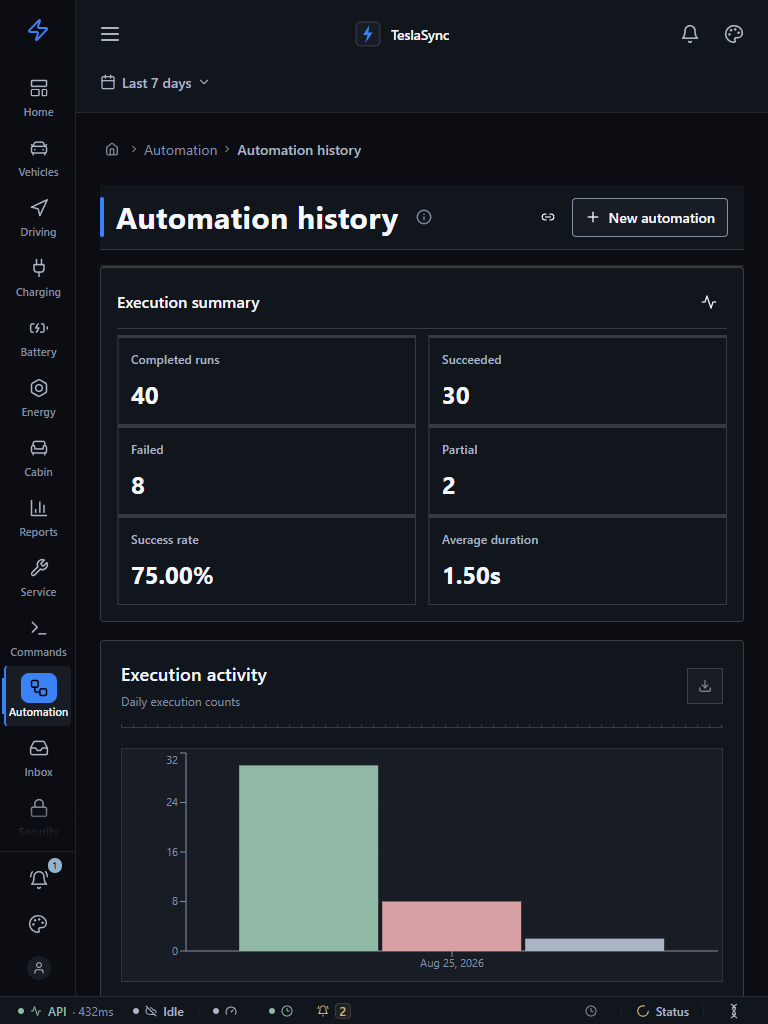 TeslaSync
Last 7 days
Home
Vehicles
Driving
Charging
Battery
Energy
Cabin
Reports
Service
Commands
Automation
Inbox
Security
1
Automation
Automation history
Automation history
New automation
Execution summary
Completed runs
40
Succeeded
30
Failed
8
Partial
2
Success rate
75.00%
Average duration
1.50s
Execution activity
Daily execution counts
32
24
16
8
0
Aug 25, 2026
API · 432ms
Idle
2
Status